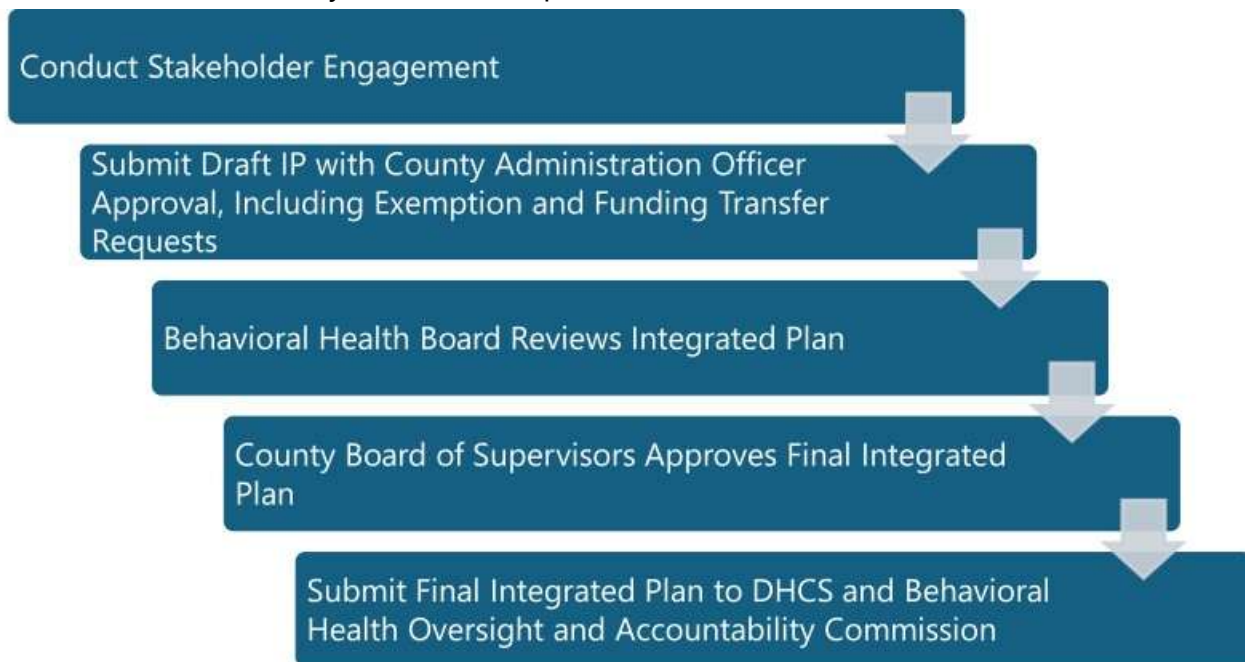 Conduct Stakeholder Engagement
Submit Draft IP with County Administration Officer
Approval, Including Exemption and Funding Transfer
Requests
Behavioral Health Board Reviews Integrated Plan
County Board of Supervisors Approves Final Integrated
Plan
Submit Final Integrated Plan to DHCS and Behavioral
Health Oversight and Accountability Commission